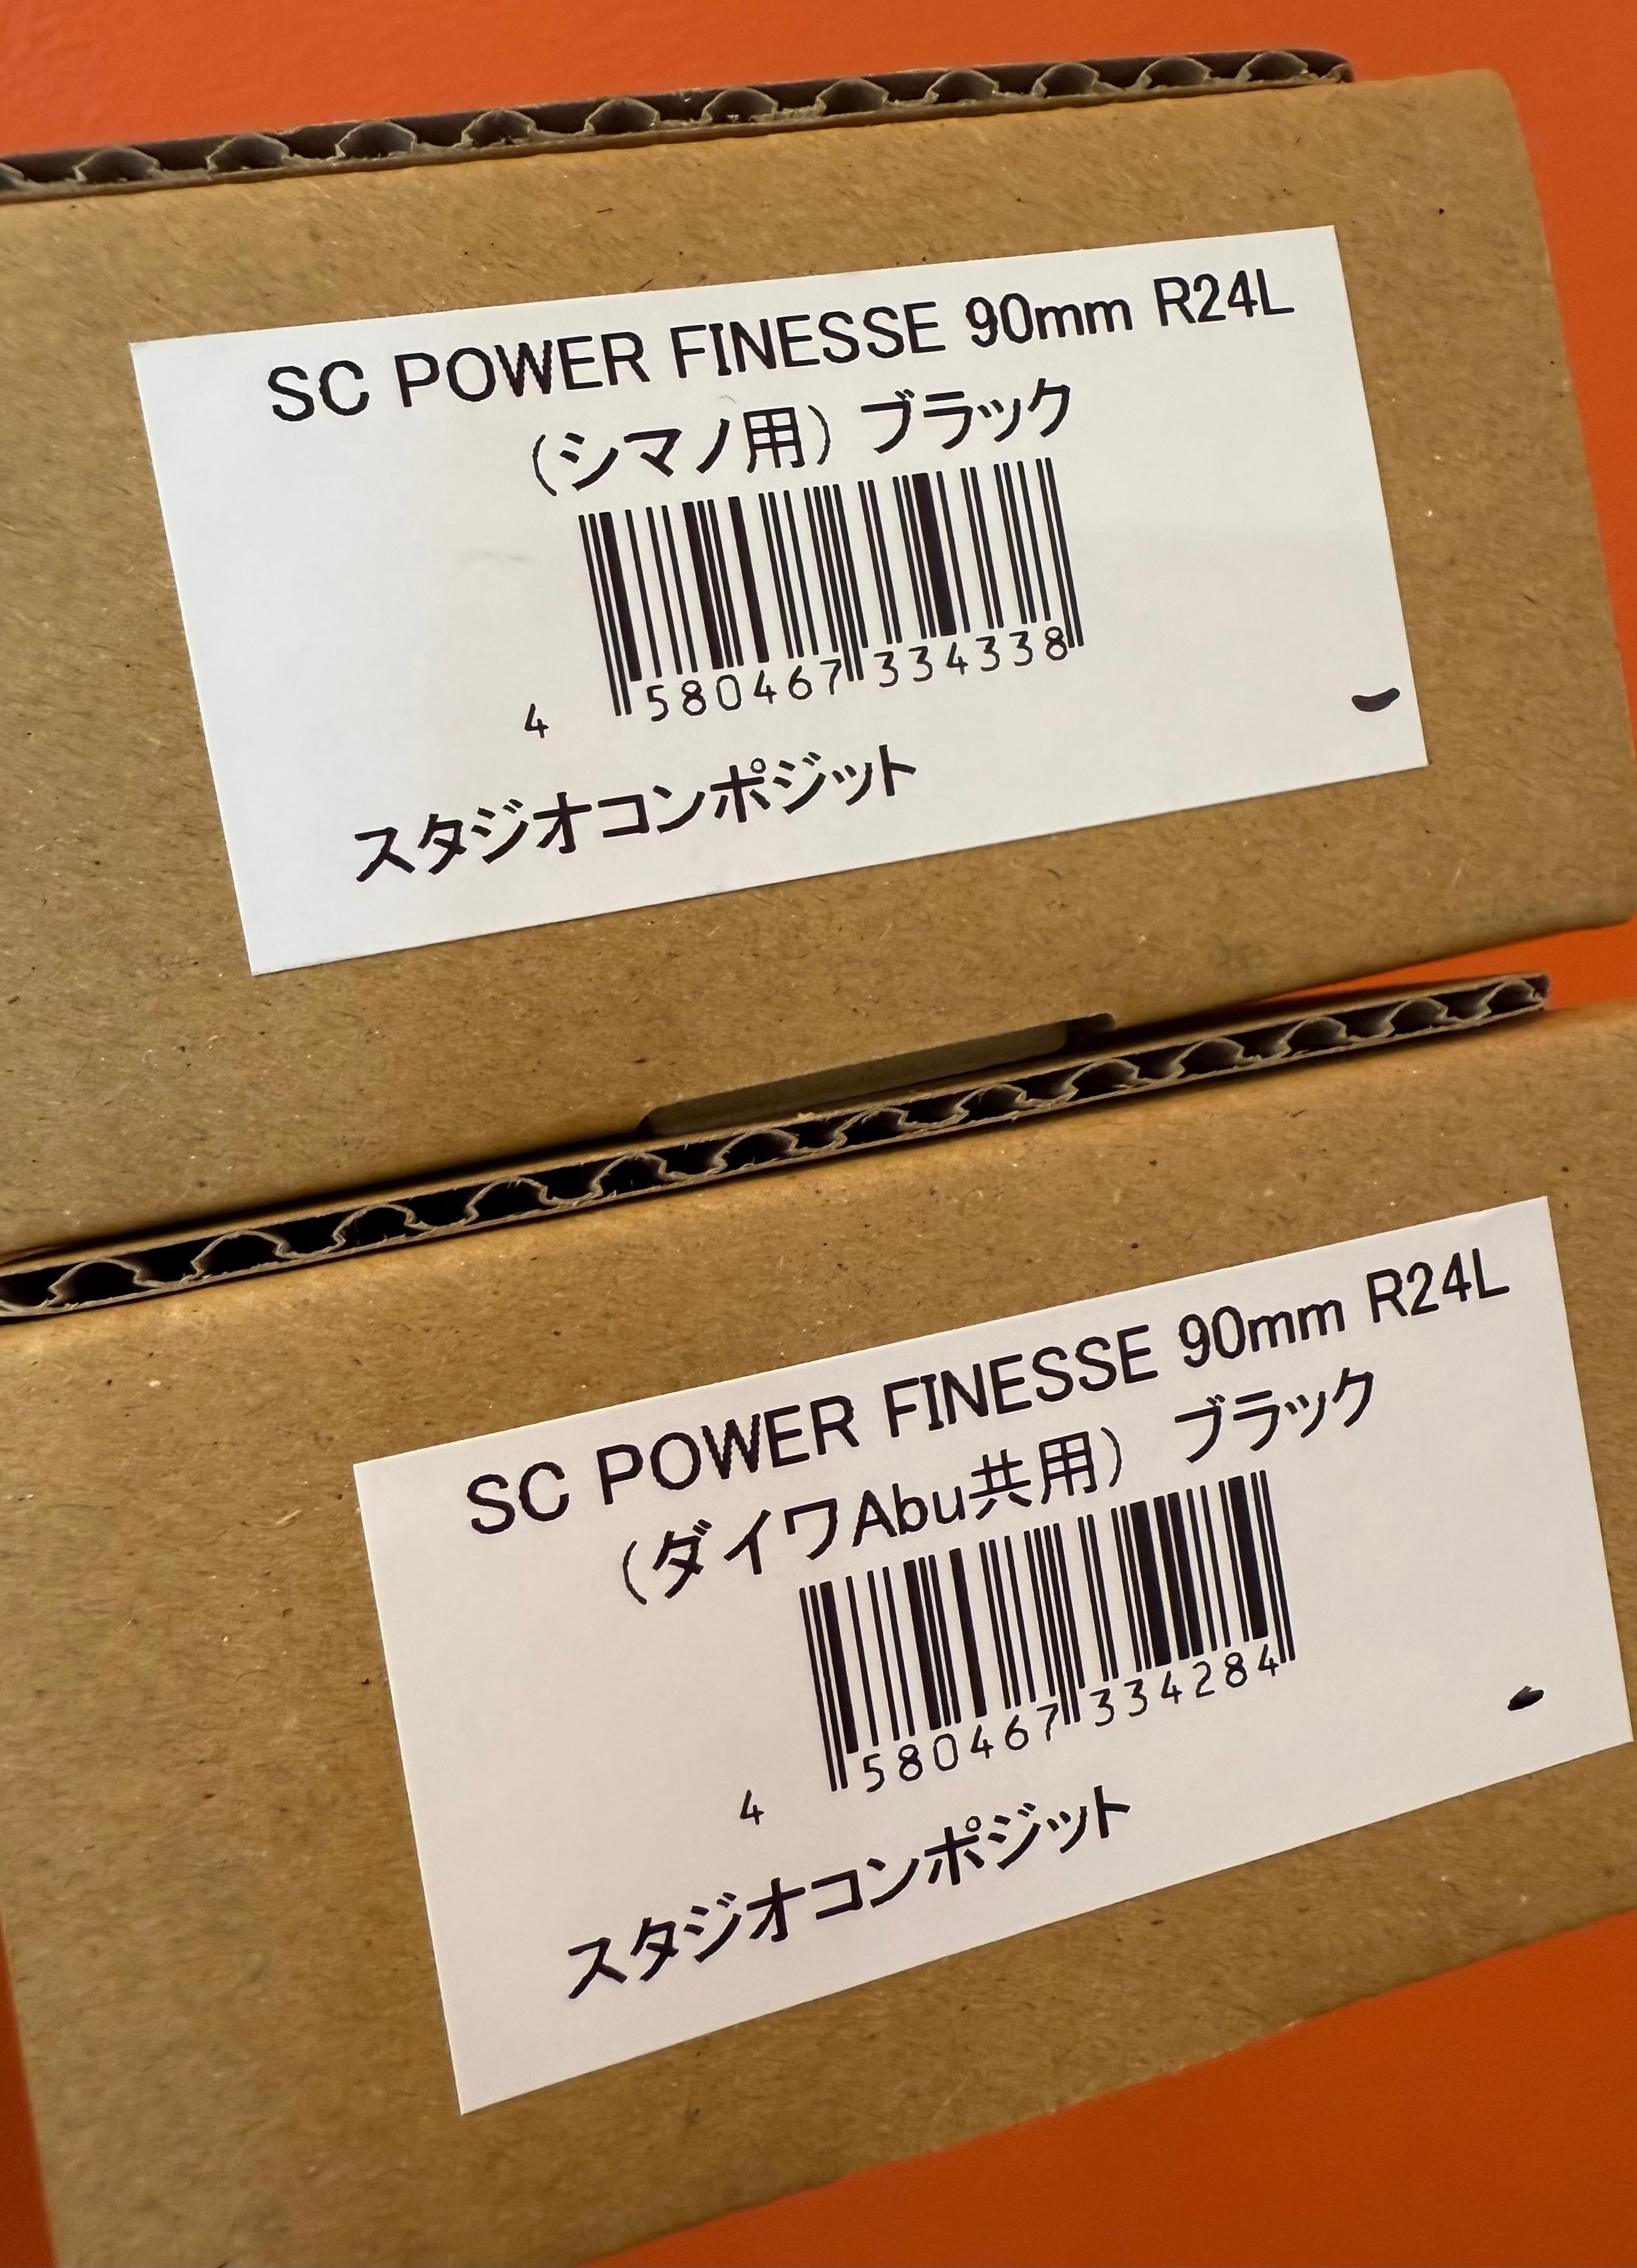 SC POWER FINESSE 90mm R24L
（シマノ用）ブラック
4 580467 334338
スタジオコンポジット
SC POWER FINESSE 90mm R24L
（ダイワAbu共用） ブラック
4 580467 334284
スタジオコンポジット